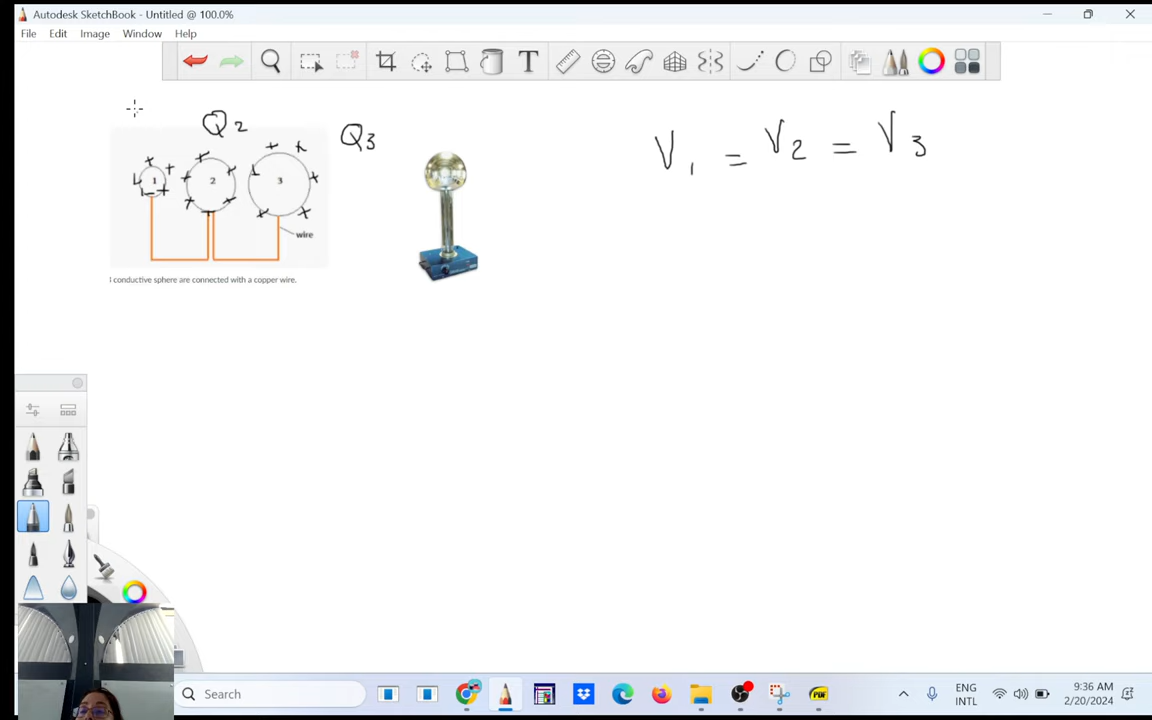 Autodesk SketchBook - Untitled @ 100.0%
File Edit Image Window Help
T
Q2
Q3
V1 = V2 = V3
1 2 3
wire
conductive sphere are connected with a copper wire.
Search
PDF
ENG
INTL
9:36 AM
2/20/2024